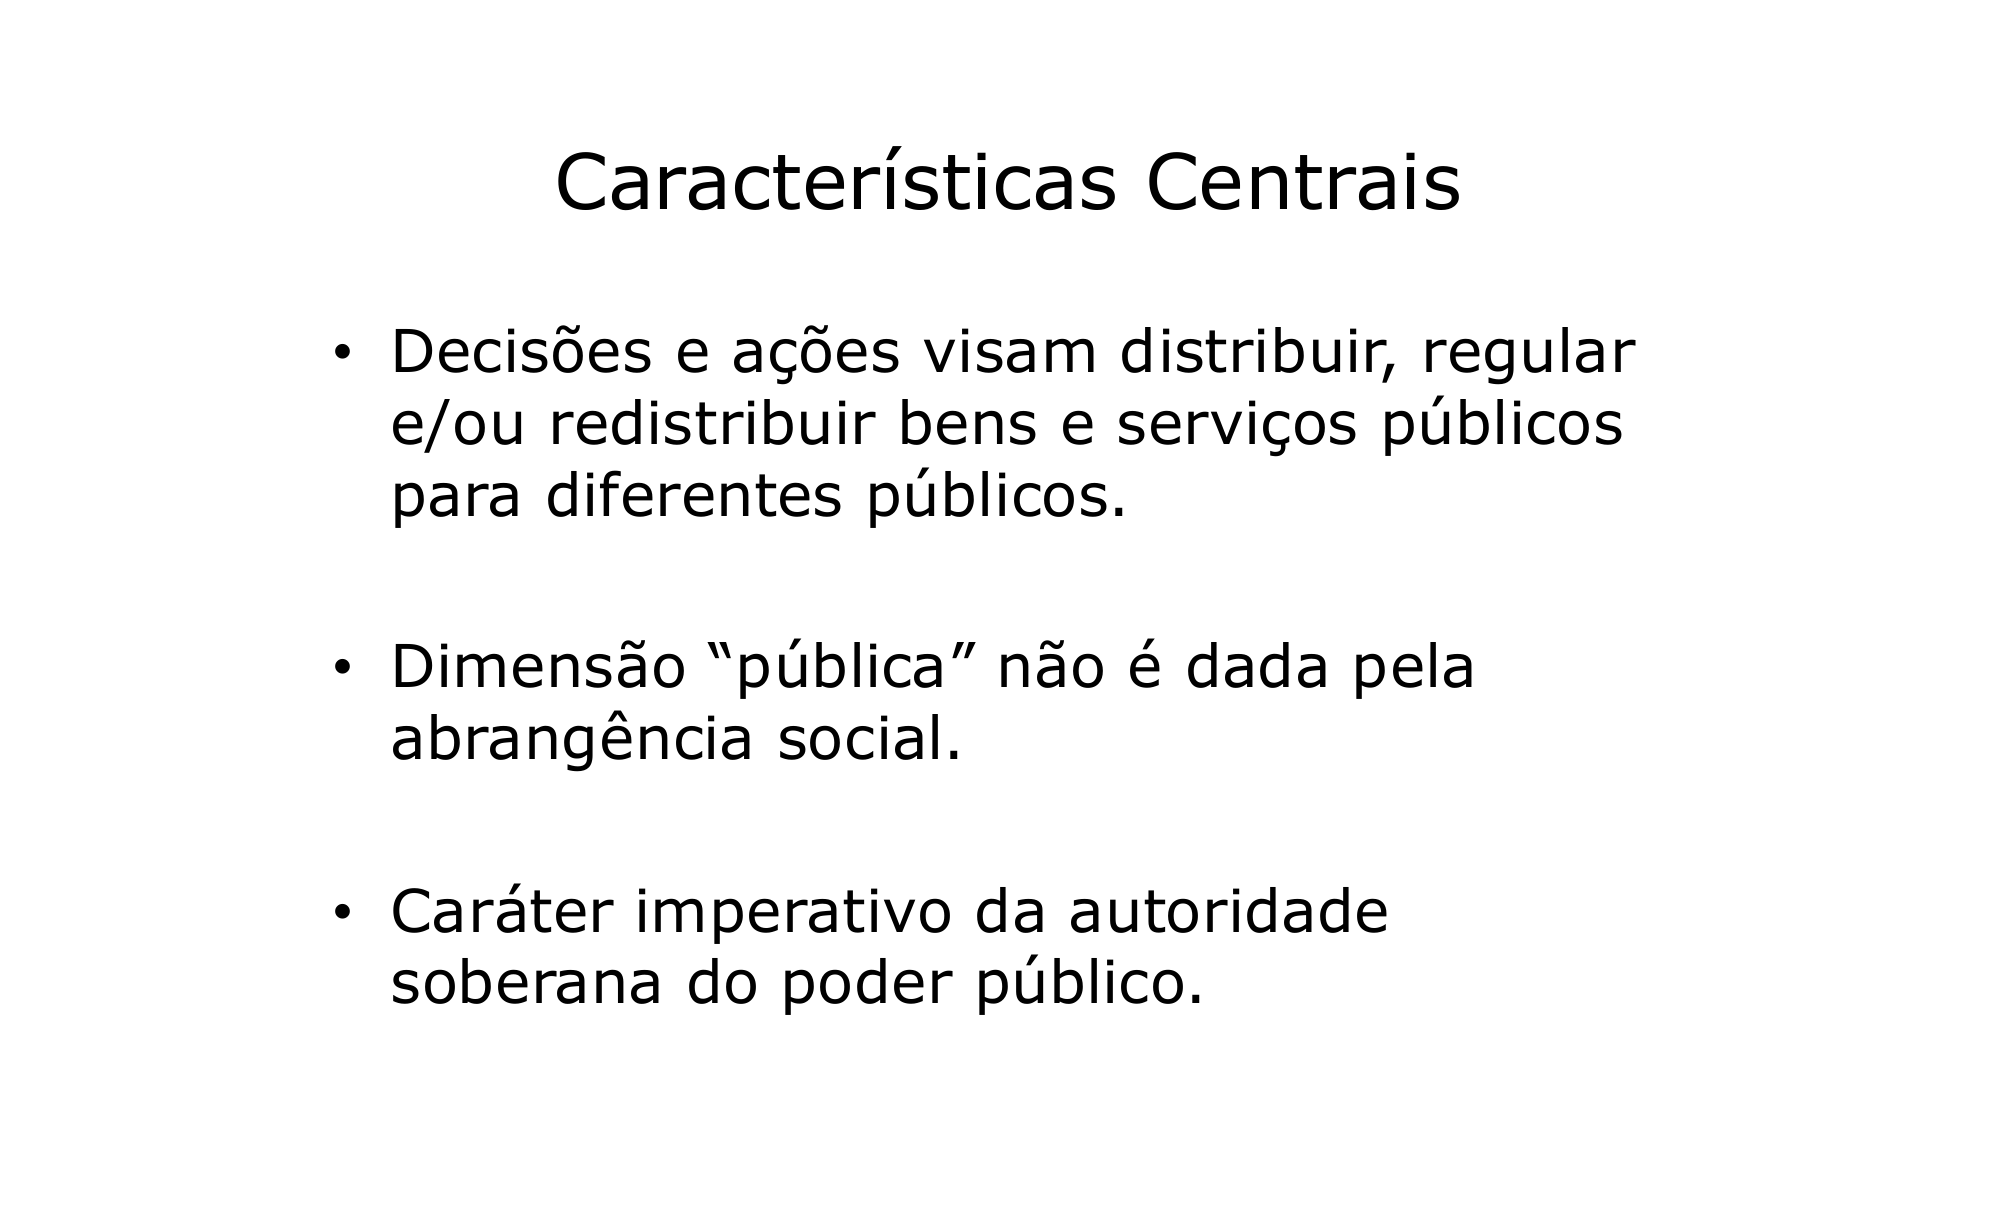 Características Centrais
• Decisões e ações visam distribuir, regular
e/ou redistribuir bens e serviços públicos
para diferentes públicos.
• Dimensão “pública” não é dada pela
abrangência social.
• Caráter imperativo da autoridade
soberana do poder público.